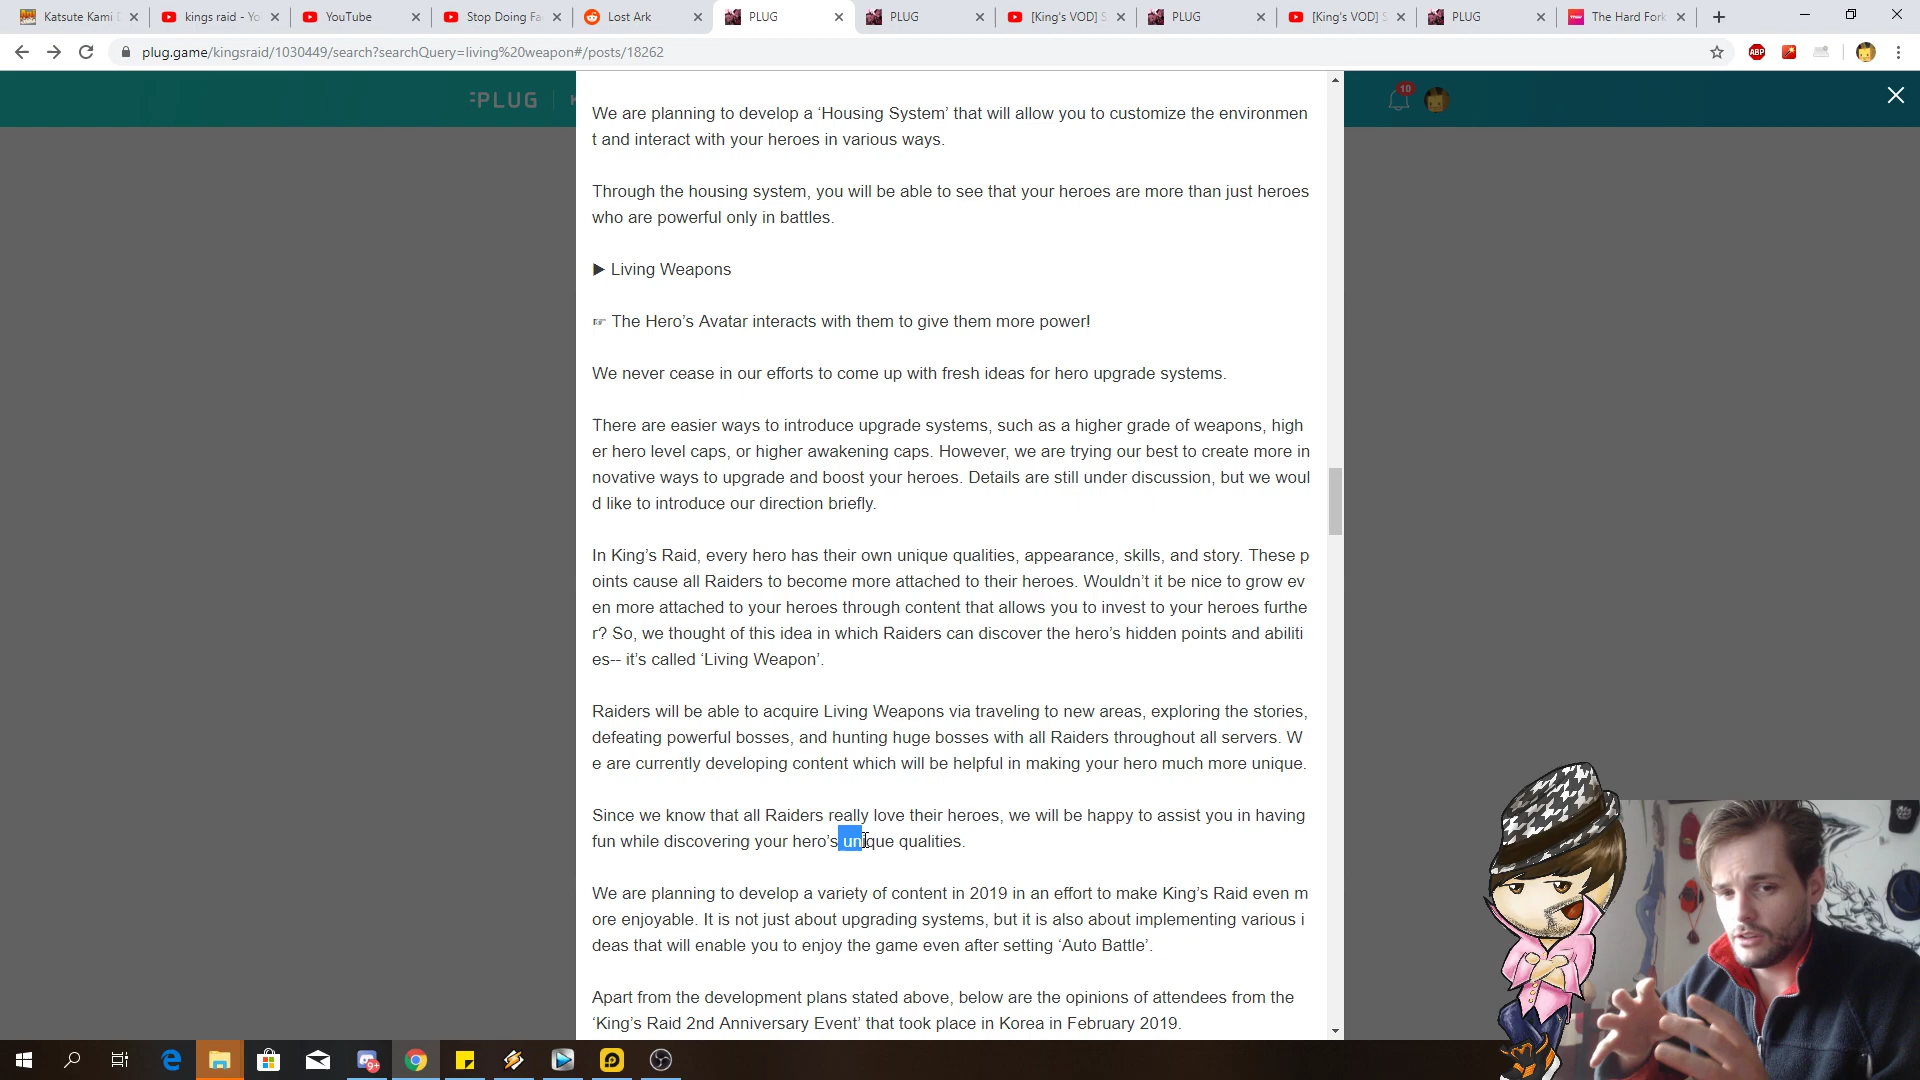 Katsute Kami D
kings raid - Yo
YouTube
Stop Doing Fa
Lost Ark
PLUG
PLUG
[King's VOD] S
PLUG
[King's VOD] S
PLUG
The Hard Fork
plug.game/kingsraid/1030449/search?searchQuery=living%20weapon#/posts/18262
ABP
PLUG
10
We are planning to develop a ‘Housing System’ that will allow you to customize the environmen
t and interact with your heroes in various ways.
Through the housing system, you will be able to see that your heroes are more than just heroes
who are powerful only in battles.
▶ Living Weapons
☞ The Hero’s Avatar interacts with them to give them more power!
We never cease in our efforts to come up with fresh ideas for hero upgrade systems.
There are easier ways to introduce upgrade systems, such as a higher grade of weapons, high
er hero level caps, or higher awakening caps. However, we are trying our best to create more in
novative ways to upgrade and boost your heroes. Details are still under discussion, but we woul
d like to introduce our direction briefly.
In King’s Raid, every hero has their own unique qualities, appearance, skills, and story. These p
oints cause all Raiders to become more attached to their heroes. Wouldn’t it be nice to grow ev
en more attached to your heroes through content that allows you to invest to your heroes furthe
r? So, we thought of this idea in which Raiders can discover the hero’s hidden points and abiliti
es-- it’s called ‘Living Weapon’.
Raiders will be able to acquire Living Weapons via traveling to new areas, exploring the stories,
defeating powerful bosses, and hunting huge bosses with all Raiders throughout all servers. W
e are currently developing content which will be helpful in making your hero much more unique.
Since we know that all Raiders really love their heroes, we will be happy to assist you in having
fun while discovering your hero’s unique qualities.
We are planning to develop a variety of content in 2019 in an effort to make King’s Raid even m
ore enjoyable. It is not just about upgrading systems, but it is also about implementing various i
deas that will enable you to enjoy the game even after setting ‘Auto Battle’.
Apart from the development plans stated above, below are the opinions of attendees from the
‘King’s Raid 2nd Anniversary Event’ that took place in Korea in February 2019.
9+